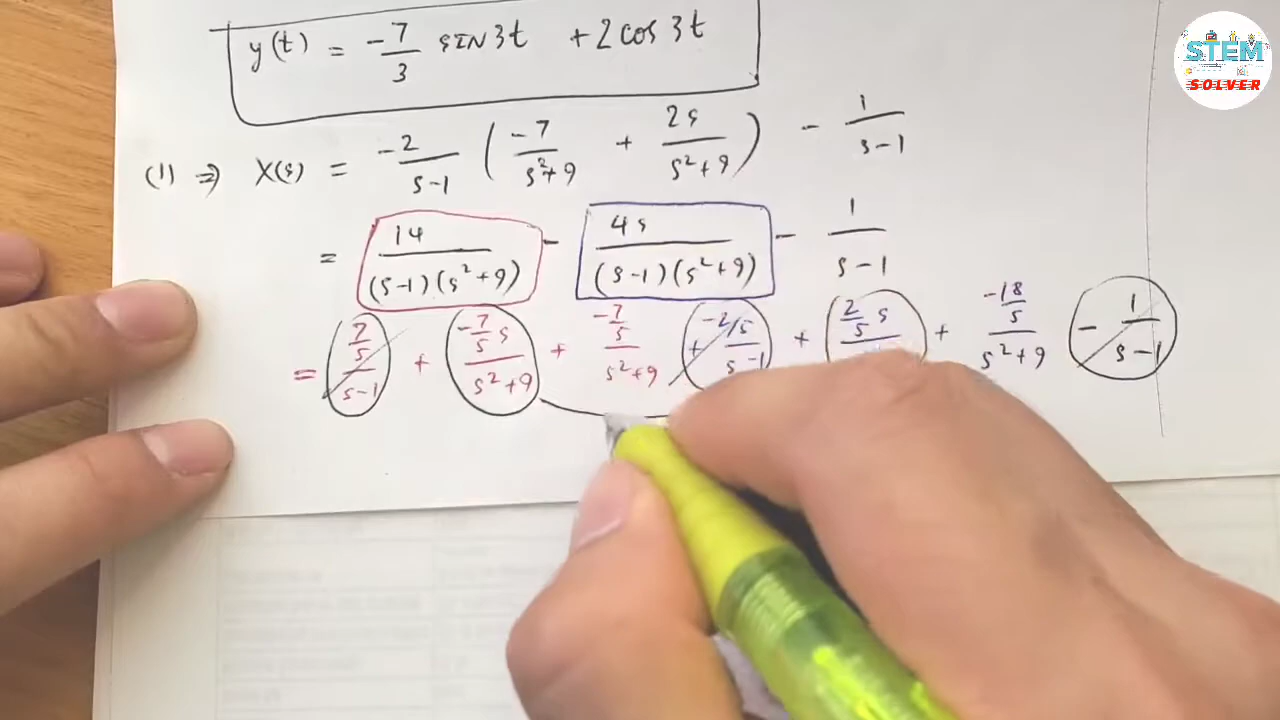 STEM
SOLVER
y(t) = -7/3 SIN 3t + 2 cos 3t
(1) ⇒ X(s) = -2/(s-1) ( -7/(s²+9) + 2s/(s²+9) ) - 1/(s-1)
= 14/((s-1)(s²+9)) - 4s/((s-1)(s²+9)) - 1/(s-1)
= (7/5)/(s-1) + (-7/5 s)/(s²+9) + (-7/5)/(s²+9) + (-2/5)/(s-1) + 2/5 s + (-18/5)/(s²+9) - 1/(s-1)